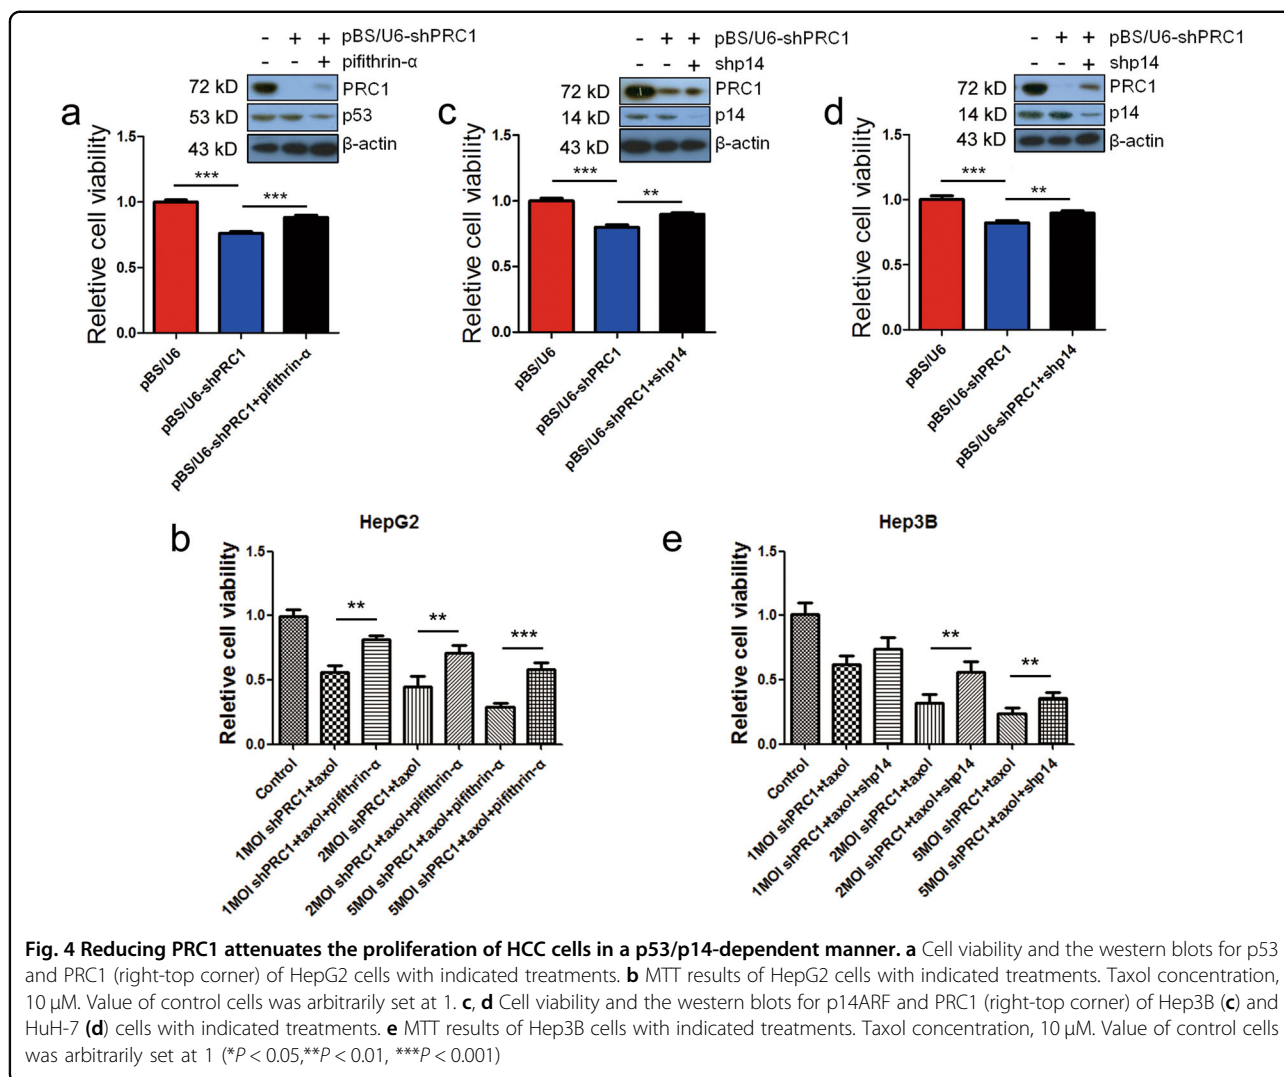 a
- + + pBS/U6-shPRC1
- - + pifithrin-α
72 kD PRC1
53 kD p53
43 kD β-actin
Reletive cell viability
1.5
1.0
0.5
0.0
*** ***
pBS/U6
pBS/U6-shPRC1
pBS/U6-shPRC1+pifithrin-α
c
- + + pBS/U6-shPRC1
- - + shp14
72 kD PRC1
14 kD p14
43 kD β-actin
Reletive cell viability
1.5
1.0
0.5
0.0
*** **
pBS/U6
pBS/U6-shPRC1
pBS/U6-shPRC1+shp14
d
- + + pBS/U6-shPRC1
- - + shp14
72 kD PRC1
14 kD p14
43 kD β-actin
Reletive cell viability
1.5
1.0
0.5
0.0
*** **
pBS/U6
pBS/U6-shPRC1
pBS/U6-shPRC1+shp14
b
HepG2
Reletive cell viability
1.5
1.0
0.5
0.0
** ** ***
Control
1MOI shPRC1+taxol
1MOI shPRC1+taxol+pifithrin-α
2MOI shPRC1+taxol
2MOI shPRC1+taxol+pifithrin-α
5MOI shPRC1+taxol+pifithrin-α
5MOI shPRC1+taxol+pifithrin-α
e
Hep3B
Reletive cell viability
1.5
1.0
0.5
0.0
** **
Control
1MOI shPRC1+taxol
1MOI shPRC1+taxol+shp14
2MOI shPRC1+taxol
2MOI shPRC1+taxol+shp14
5MOI shPRC1+taxol
5MOI shPRC1+taxol+shp14
Fig. 4 Reducing PRC1 attenuates the proliferation of HCC cells in a p53/p14-dependent manner. a Cell viability and the western blots for p53
and PRC1 (right-top corner) of HepG2 cells with indicated treatments. b MTT results of HepG2 cells with indicated treatments. Taxol concentration,
10 μM. Value of control cells was arbitrarily set at 1. c, d Cell viability and the western blots for p14ARF and PRC1 (right-top corner) of Hep3B (c) and
HuH-7 (d) cells with indicated treatments. e MTT results of Hep3B cells with indicated treatments. Taxol concentration, 10 μM. Value of control cells
was arbitrarily set at 1 (*P < 0.05,**P < 0.01, ***P < 0.001)